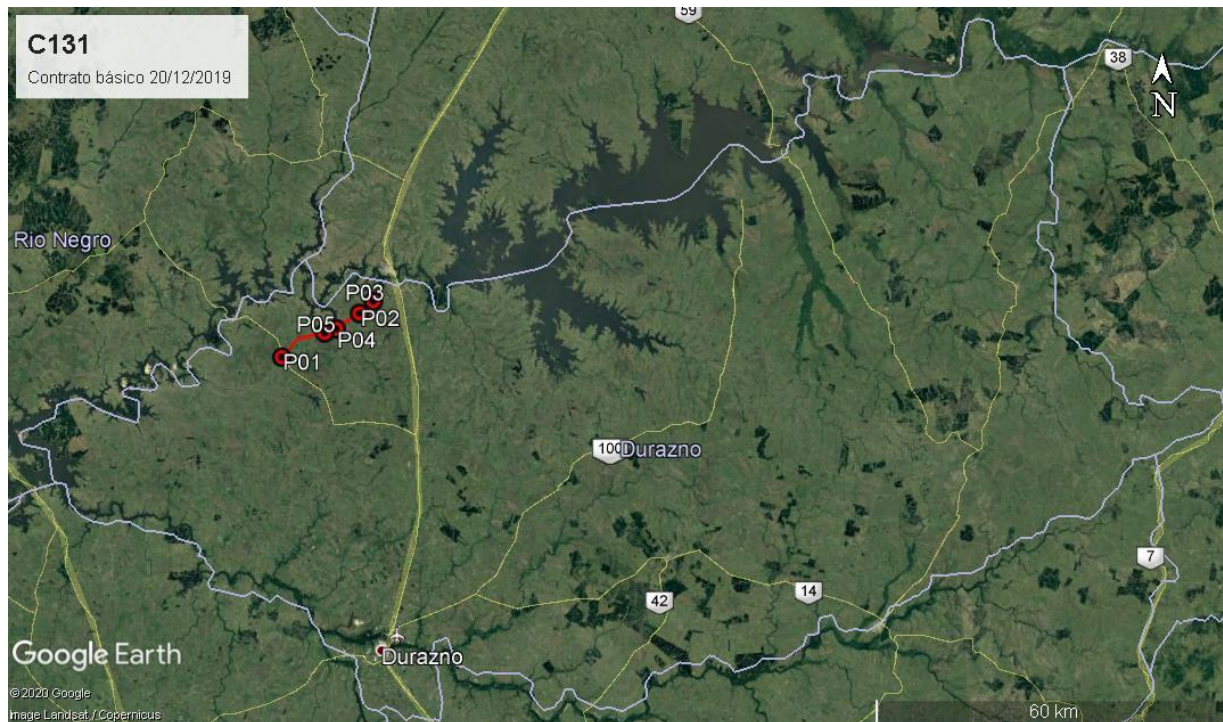 C131
Contrato básico 20/12/2019
59
38
N
Rio Negro
P03
P02
P05
P04
P01
100
Durazno
7
42
14
Durazno
Google Earth
©2020 Google
Image Landsat / Copernicus
60 km